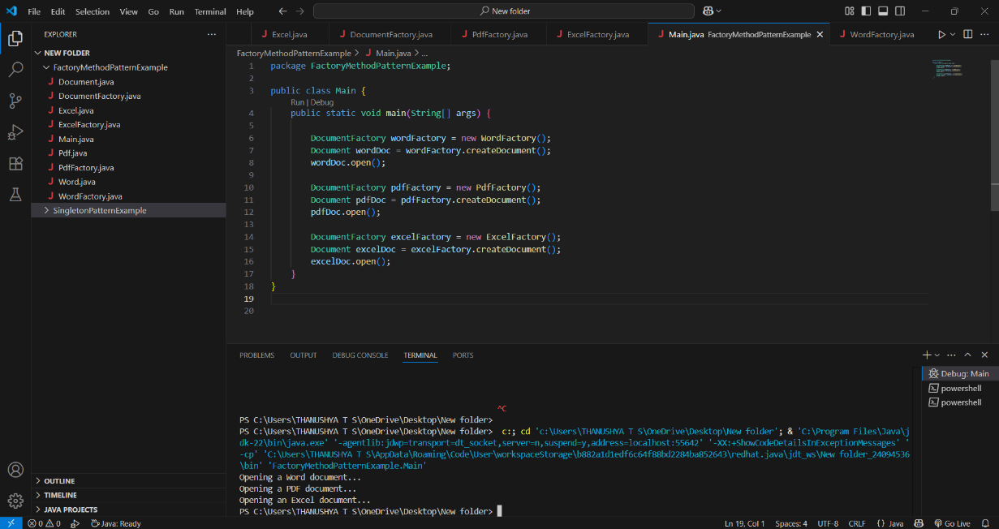 File Edit Selection View Go Run Terminal Help
New folder
EXPLORER
NEW FOLDER
FactoryMethodPatternExample
J Document.java
J DocumentFactory.java
J Excel.java
J ExcelFactory.java
J Main.java
J Pdf.java
J PdfFactory.java
J Word.java
J WordFactory.java
SingletonPatternExample
OUTLINE
TIMELINE
JAVA PROJECTS
J Excel.java J DocumentFactory.java J PdfFactory.java J ExcelFactory.java J Main.java FactoryMethodPatternExample J WordFactory.java
FactoryMethodPatternExample > J Main.java > ...
1 package FactoryMethodPatternExample;
2
3 public class Main {
Run | Debug
4 public static void main(String[] args) {
5
6 DocumentFactory wordFactory = new WordFactory();
7 Document wordDoc = wordFactory.createDocument();
8 wordDoc.open();
9
10 DocumentFactory pdfFactory = new PdfFactory();
11 Document pdfDoc = pdfFactory.createDocument();
12 pdfDoc.open();
13
14 DocumentFactory excelFactory = new ExcelFactory();
15 Document excelDoc = excelFactory.createDocument();
16 excelDoc.open();
17 }
18 }
19
20
PROBLEMS OUTPUT DEBUG CONSOLE TERMINAL PORTS
Debug: Main
powershell
powershell
^C
PS C:\Users\THANUSHYA T S\OneDrive\Desktop\New folder>
PS C:\Users\THANUSHYA T S\OneDrive\Desktop\New folder> c:; cd 'c:\Users\THANUSHYA T S\OneDrive\Desktop\New folder'; & 'C:\Program Files\Java\j
dk-22\bin\java.exe' '-agentlib:jdwp=transport=dt_socket,server=n,suspend=y,address=localhost:55642' '-XX:+ShowCodeDetailsInExceptionMessages' '
-cp' 'C:\Users\THANUSHYA T S\AppData\Roaming\Code\User\workspaceStorage\b882a1d1edf6c64f88bd2284ba852643\redhat.java\jdt_ws\New folder_24094536
\bin' 'FactoryMethodPatternExample.Main'
Opening a Word document...
Opening a PDF document...
Opening an Excel document...
PS C:\Users\THANUSHYA T S\OneDrive\Desktop\New folder>
0 0 Java: Ready Ln 19, Col 1 Spaces: 4 UTF-8 CRLF {} Java Go Live